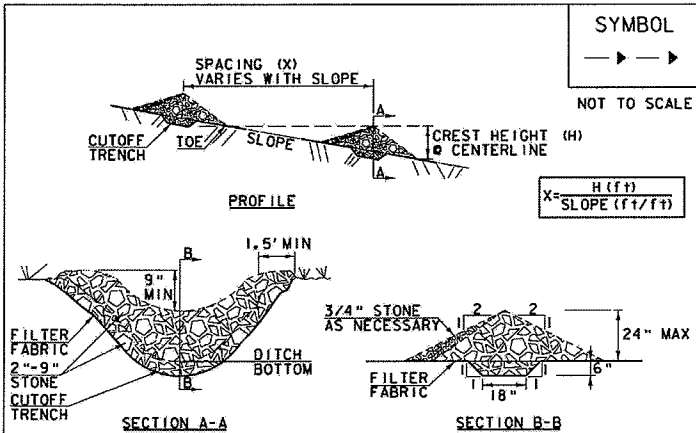 SYMBOL
NOT TO SCALE
SPACING (X)
VARIES WITH SLOPE
A
CUTOFF
TRENCH
TOE
SLOPE
CREST HEIGHT (H)
@ CENTERLINE
A
PROFILE
X= H(ft)
SLOPE(ft/ft)
1.5' MIN
B
9"
MIN
FILTER
FABRIC
2"-9"
STONE
CUTOFF
TRENCH
DITCH
BOTTOM
B
SECTION A-A
3/4" STONE
AS NECESSARY
2
2
1
1
24" MAX
FILTER
FABRIC
1
1
6"
1
1
18"
SECTION B-B